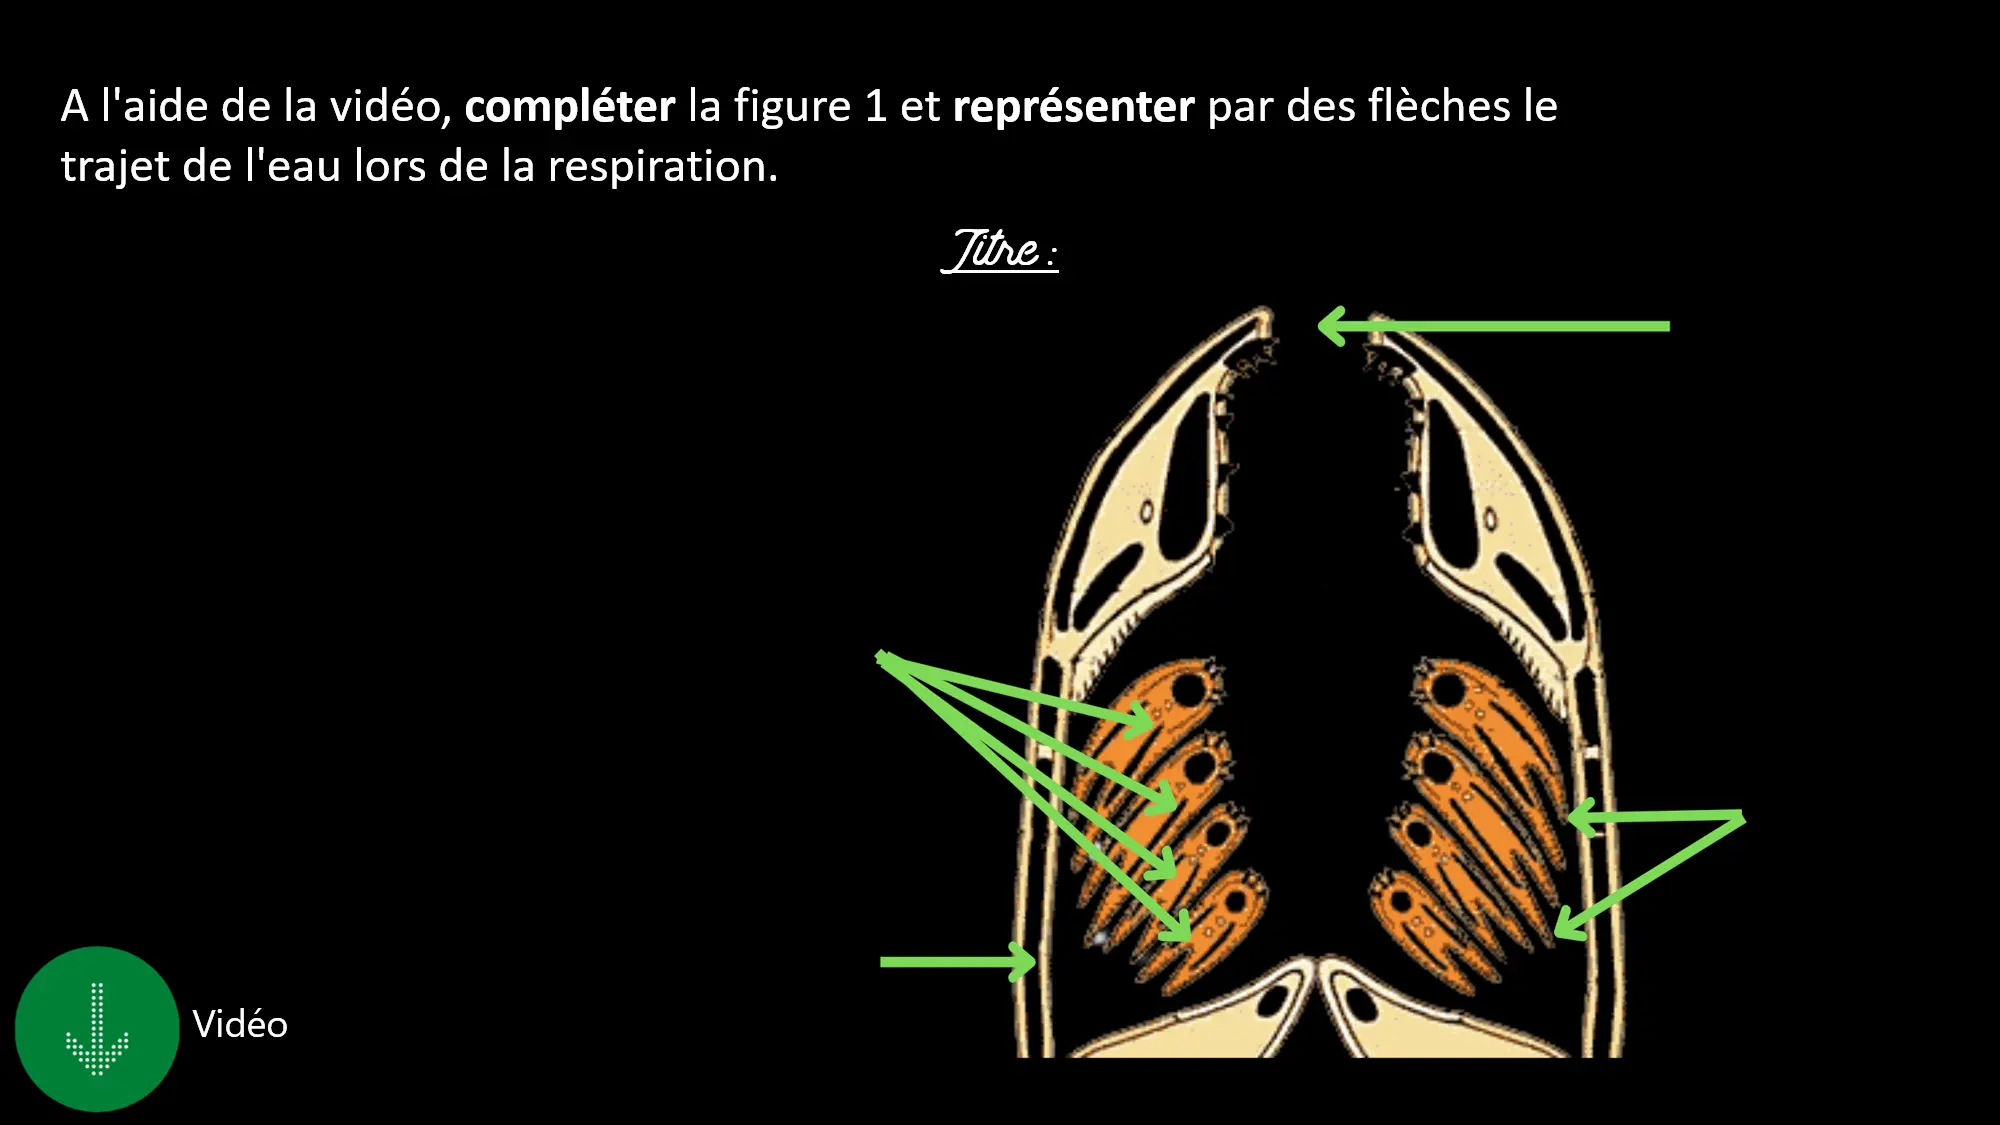 A l'aide de la vidéo, compléter la figure 1 et représenter par des flèches le
trajet de l'eau lors de la respiration.
Titre :
Vidéo